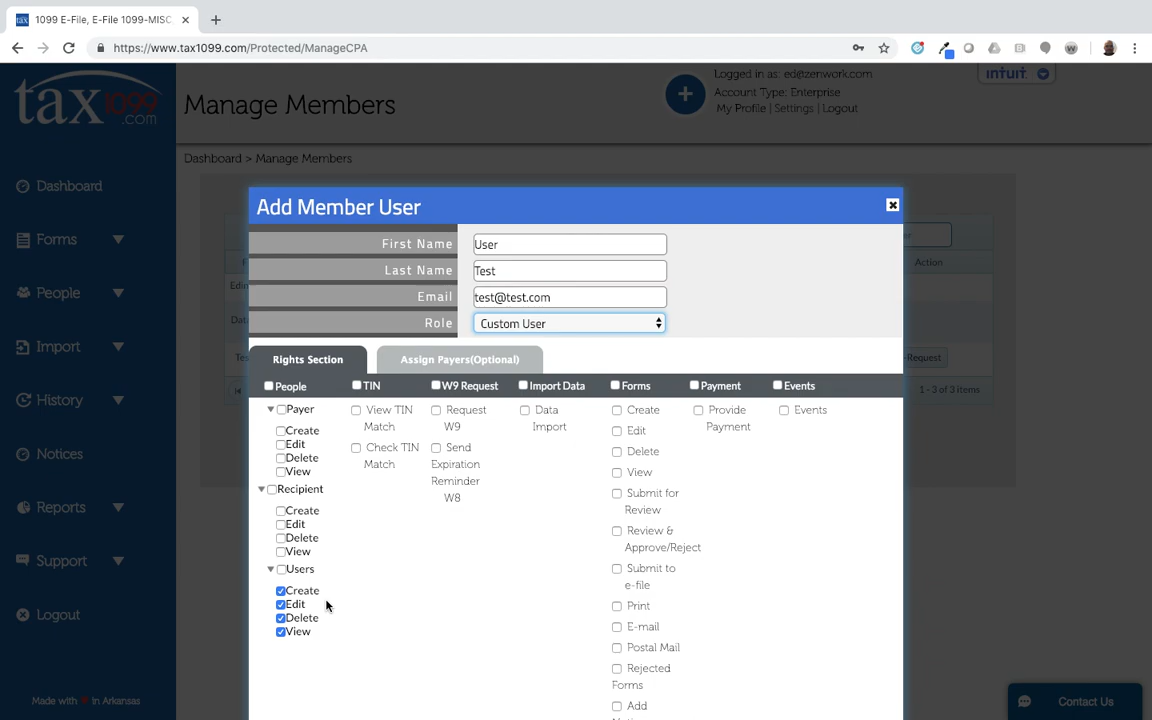 1099 E-File, E-File 1099-MISC,
https://www.tax1099.com/Protected/ManageCPA
tax1099.com
Manage Members
Logged in as: ed@zenwork.com
Account Type: Enterprise
My Profile | Settings | Logout
intuit
Dashboard > Manage Members
Dashboard
Forms
People
Import
History
Notices
Reports
Support
Logout
Made with in Arkansas
Add Member User
First Name User
Last Name Test
Email test@test.com
Role Custom User
Action
-Request
1 - 3 of 3 items
Rights Section Assign Payers(Optional)
People TIN W9 Request Import Data Forms Payment Events
Payer
Create
Edit
Delete
View
Recipient
Create
Edit
Delete
View
Users
Create
Edit
Delete
View
View TIN
Match
Check TIN
Match
Request
W9
Send
Expiration
Reminder
W8
Data
Import
Create
Edit
Delete
View
Submit for
Review
Review &
Approve/Reject
Submit to
e-file
Print
E-mail
Postal Mail
Rejected
Forms
Add
Provide
Payment
Events
Contact Us